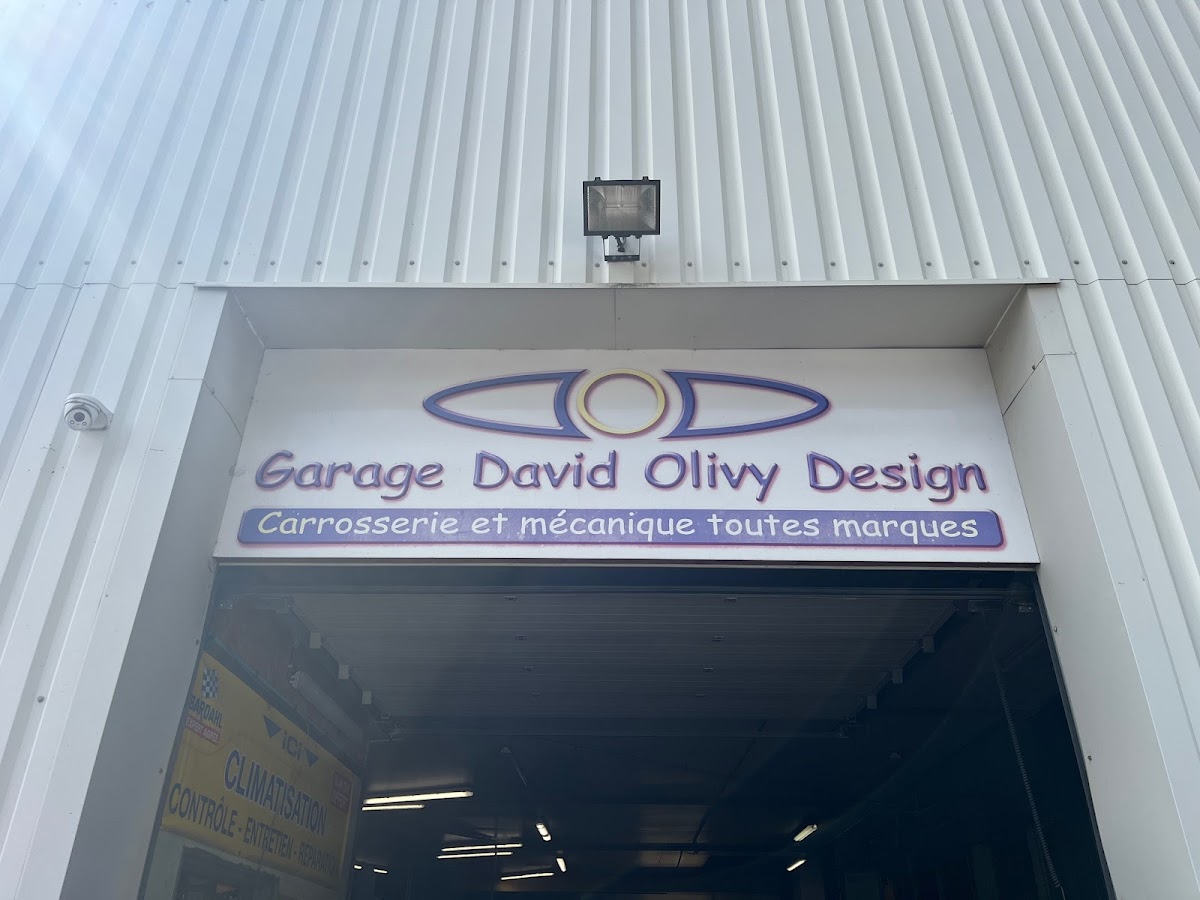 Garage David Olivy Design
Carrosserie et mécanique toutes marques
BARDAHL
ICI
CLIMATISATION
CONTRÔLE - ENTRETIEN - RÉPARATION